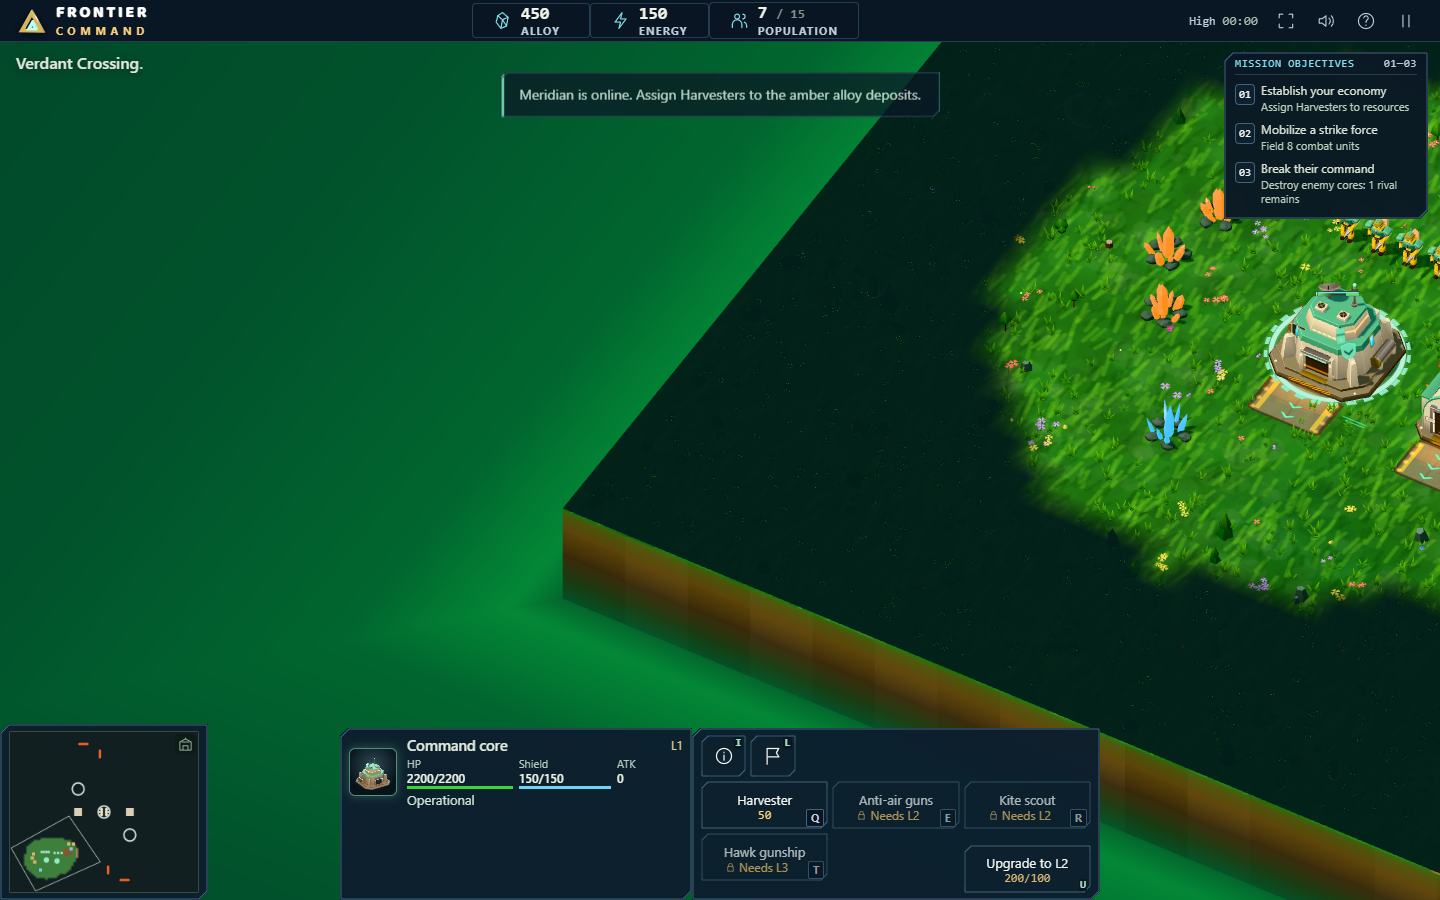 FRONTIER
COMMAND
450
ALLOY
150
ENERGY
7 / 15
POPULATION
High 00:00
Verdant Crossing.
Meridian is online. Assign Harvesters to the amber alloy deposits.
MISSION OBJECTIVES 01—03
01 Establish your economy
Assign Harvesters to resources
02 Mobilize a strike force
Field 8 combat units
03 Break their command
Destroy enemy cores: 1 rival
remains
Command core L1
HP Shield ATK
2200/2200 150/150 0
Operational
I L
Harvester
50
Q
Anti-air guns
Needs L2
E
Kite scout
Needs L2
R
Hawk gunship
Needs L3
T
Upgrade to L2
200/100
U